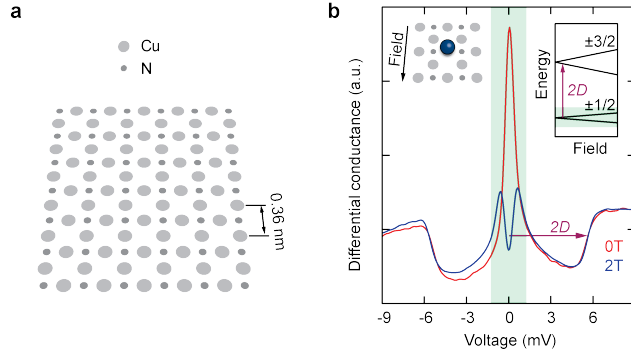 a
Cu
N
0.36 nm
b
Field
Energy
±3/2
2D
±1/2
Field
Differential conductance (a.u.)
2D
0T
2T
-9 -6 -3 0 3 6
Voltage (mV)